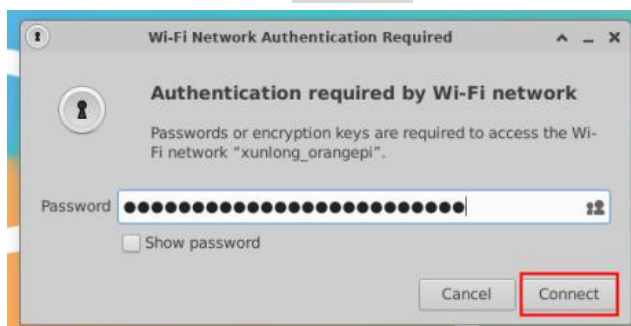 Wi-Fi Network Authentication Required
Authentication required by Wi-Fi network
Passwords or encryption keys are required to access the Wi-
Fi network "xunlong_orangepi".
Password ●●●●●●●●●●●●●●●●●●●●●●●●●
Show password
Cancel Connect